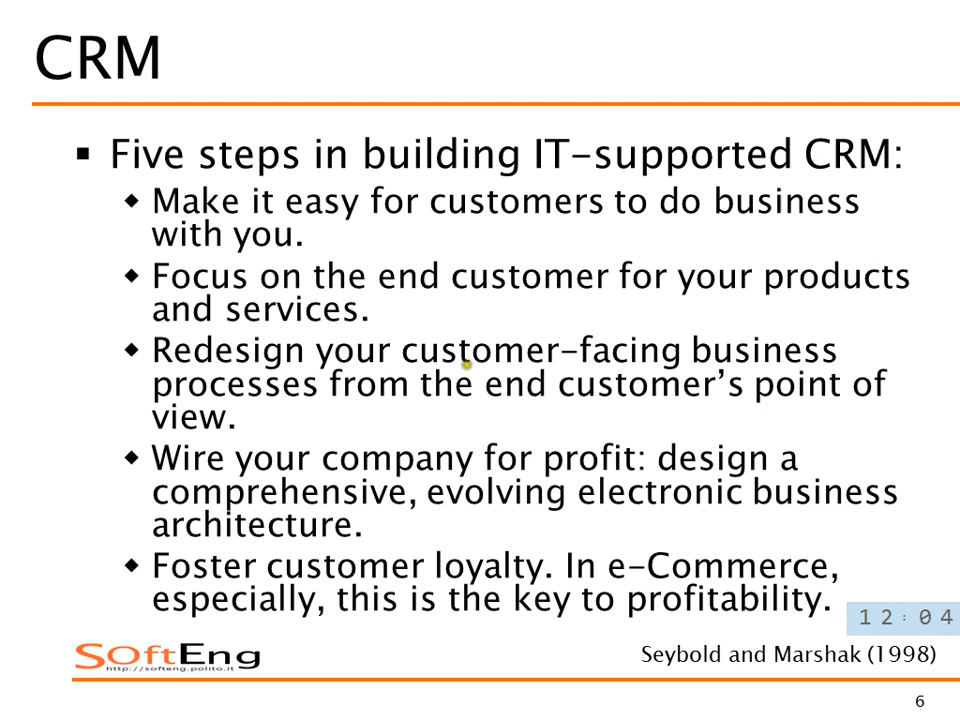 CRM
▪ Five steps in building IT-supported CRM:
◆ Make it easy for customers to do business
with you.
◆ Focus on the end customer for your products
and services.
◆ Redesign your customer-facing business
processes from the end customer’s point of
view.
◆ Wire your company for profit: design a
comprehensive, evolving electronic business
architecture.
◆ Foster customer loyalty. In e-Commerce,
especially, this is the key to profitability.
12:04
SOftEng
http://softeng.polito.it
Seybold and Marshak (1998)
6